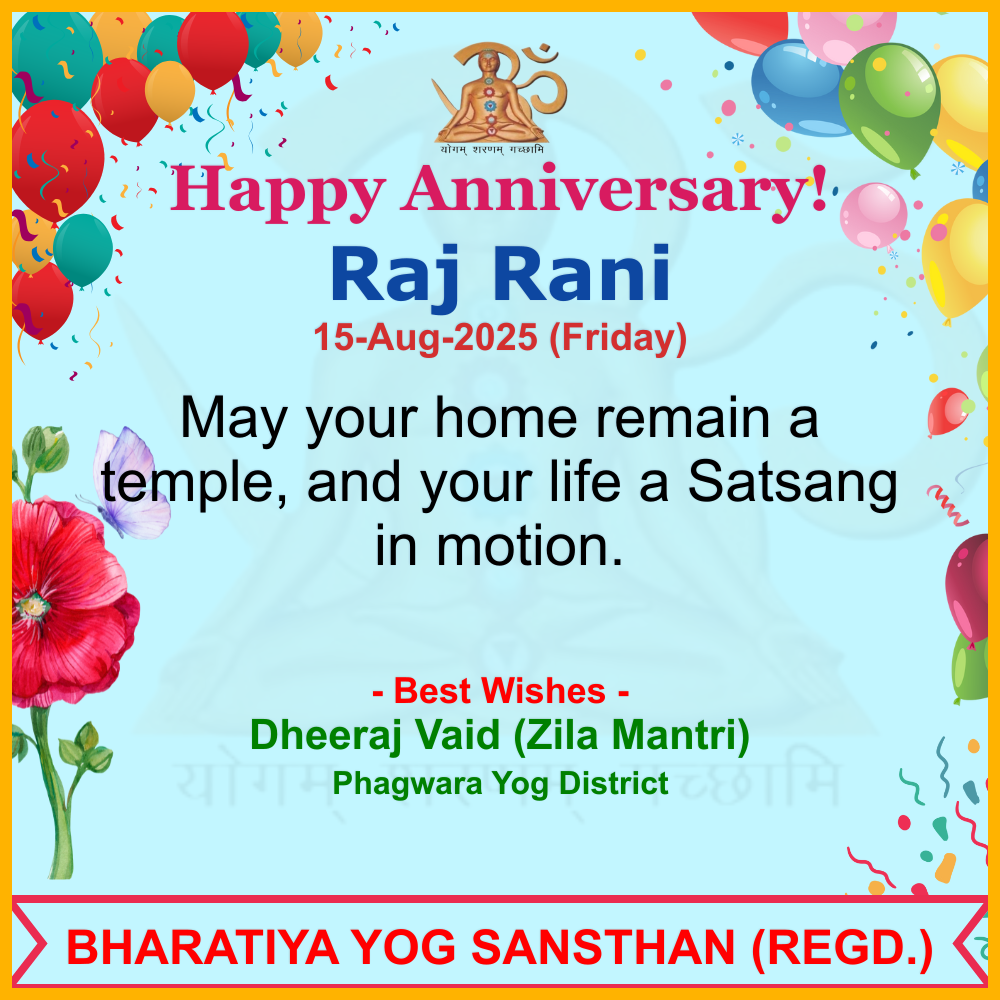 योगम् शरणम् गच्छामि
Happy Anniversary!
Raj Rani
15-Aug-2025 (Friday)
May your home remain a
temple, and your life a Satsang
in motion.
- Best Wishes -
Dheeraj Vaid (Zila Mantri)
Phagwara Yog District
योगम् शरणम् गच्छामि
BHARATIYA YOG SANSTHAN (REGD.)